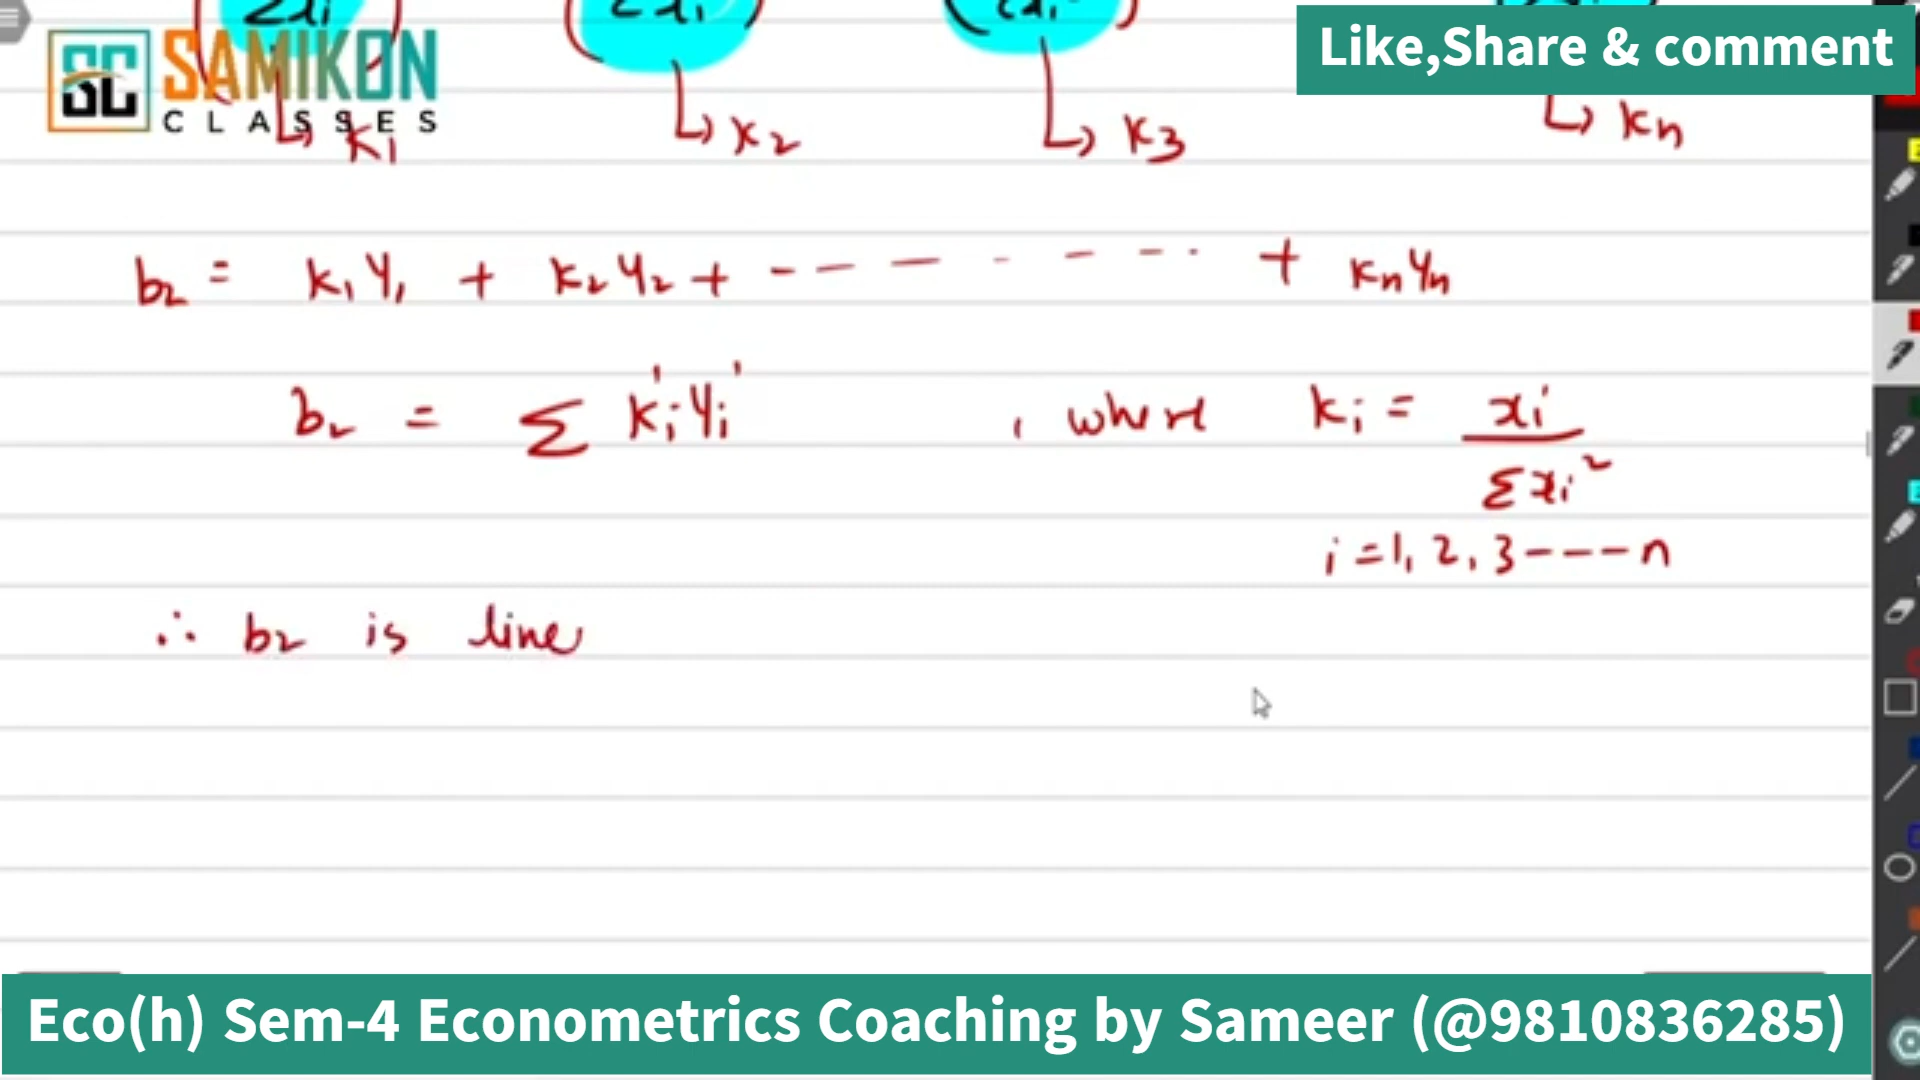 Like,Share & comment
SC SAMIKON
CLASSES
k1 k2 k3 kn
b2 = k1y1 + k2y2 + - - - - - - - + knyn
b2 = Σ kiyi , where ki = xi / Σxi²
i = 1, 2, 3 - - - - n
∴ b2 is line
Eco(h) Sem-4 Econometrics Coaching by Sameer (@9810836285)